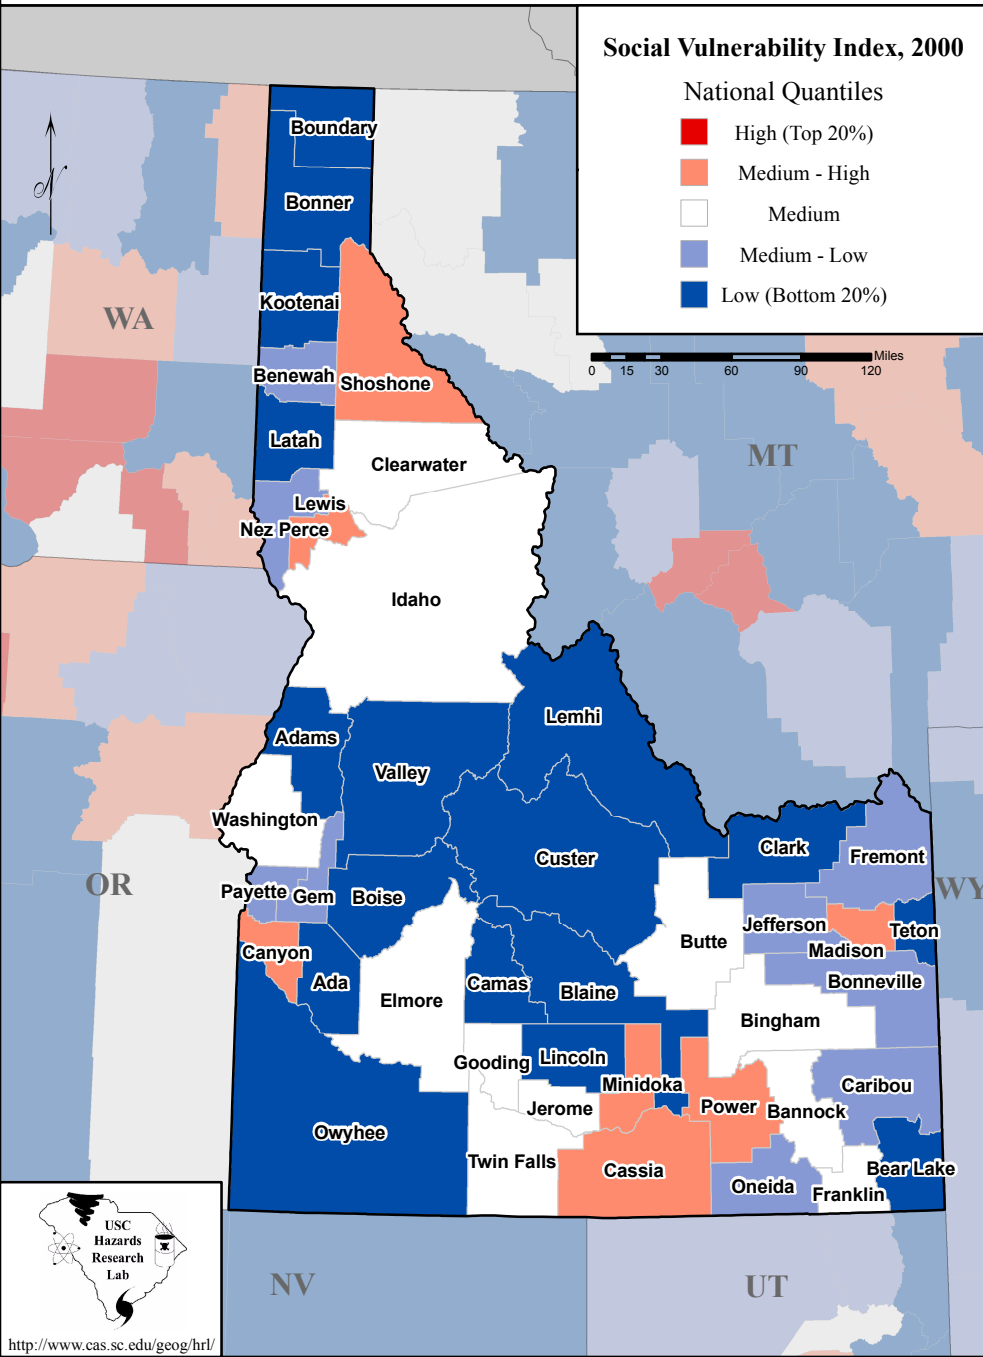 Social Vulnerability Index, 2000
National Quantiles
High (Top 20%)
Medium - High
Medium
Medium - Low
Low (Bottom 20%)
Miles
0 15 30 60 90 120
N
WA
MT
OR
WY
NV
UT
Boundary
Bonner
Kootenai
Benewah
Shoshone
Latah
Clearwater
Lewis
Nez Perce
Idaho
Lemhi
Adams
Valley
Washington
Custer
Clark
Fremont
Payette
Gem
Boise
Jefferson
Teton
Madison
Butte
Canyon
Ada
Camas
Blaine
Bonneville
Elmore
Bingham
Gooding
Lincoln
Minidoka
Caribou
Jerome
Power
Bannock
Owyhee
Twin Falls
Cassia
Bear Lake
Oneida
Franklin
USC
Hazards
Research
Lab
http://www.cas.sc.edu/geog/hrl/